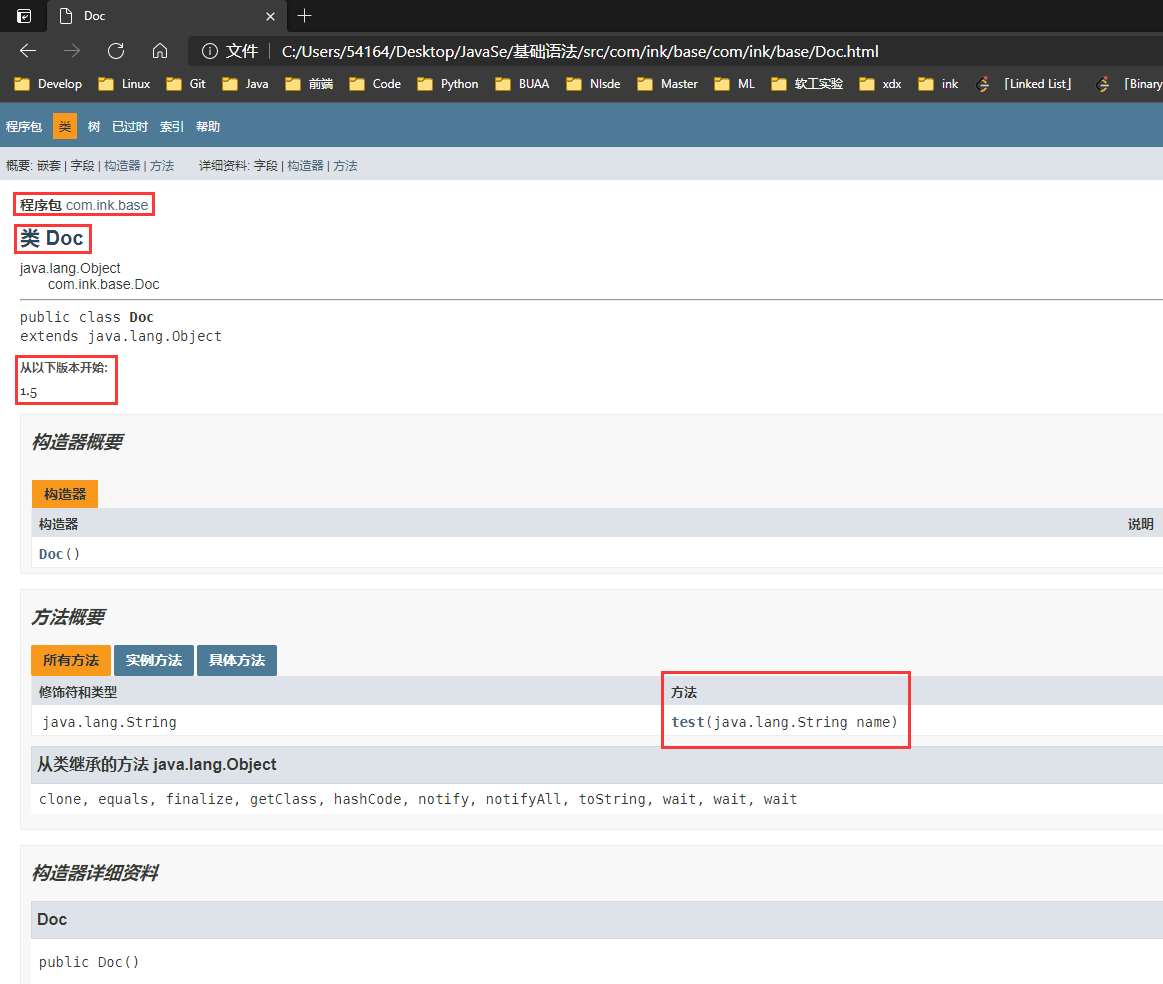 Doc
文件 C:/Users/54164/Desktop/JavaSe/基础语法/src/com/ink/base/com/ink/base/Doc.html
Develop Linux Git Java 前端 Code Python BUAA Nlsde Master ML 软工实验 xdx ink 「Linked List」 「Binary
程序包 类 树 已过时 索引 帮助
概要: 嵌套 | 字段 | 构造器 | 方法 详细资料: 字段 | 构造器 | 方法
程序包 com.ink.base
类 Doc
java.lang.Object
com.ink.base.Doc
public class Doc
extends java.lang.Object
从以下版本开始:
1.5
构造器概要
构造器
构造器 说明
Doc()
方法概要
所有方法 实例方法 具体方法
修饰符和类型 方法
java.lang.String test(java.lang.String name)
从类继承的方法 java.lang.Object
clone, equals, finalize, getClass, hashCode, notify, notifyAll, toString, wait, wait, wait
构造器详细资料
Doc
public Doc()